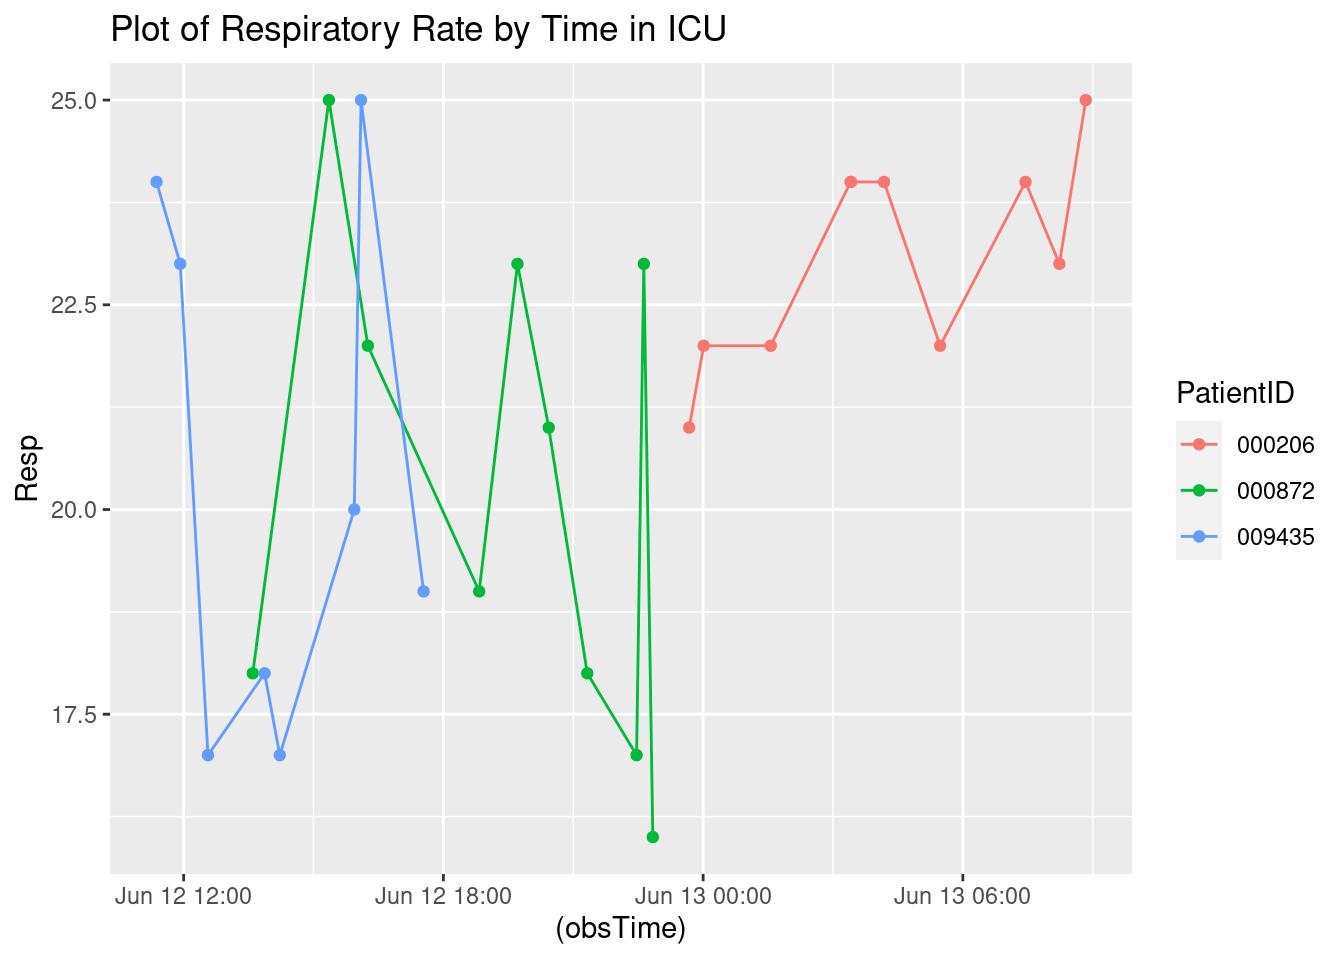 Plot of Respiratory Rate by Time in ICU
25.0
22.5
20.0
17.5
Resp
Jun 12 12:00
Jun 12 18:00
Jun 13 00:00
Jun 13 06:00
(obsTime)
PatientID
000206
000872
009435